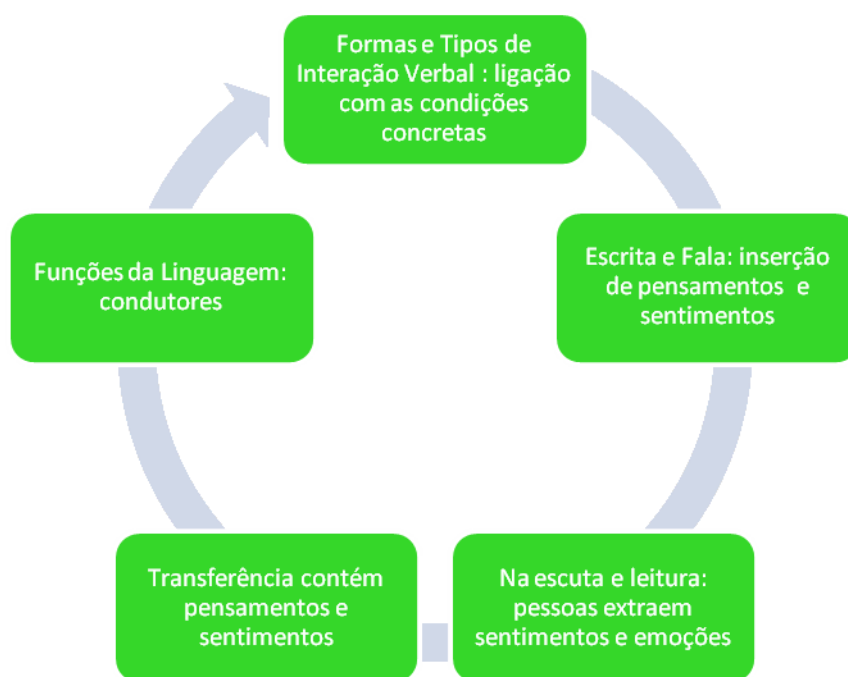 Formas e Tipos de
Interação Verbal : ligação
com as condições
concretas
Escrita e Fala: inserção
de pensamentos e
sentimentos
Na escuta e leitura:
pessoas extraem
sentimentos e emoções
Transferência contém
pensamentos e
sentimentos
Funções da Linguagem:
condutores